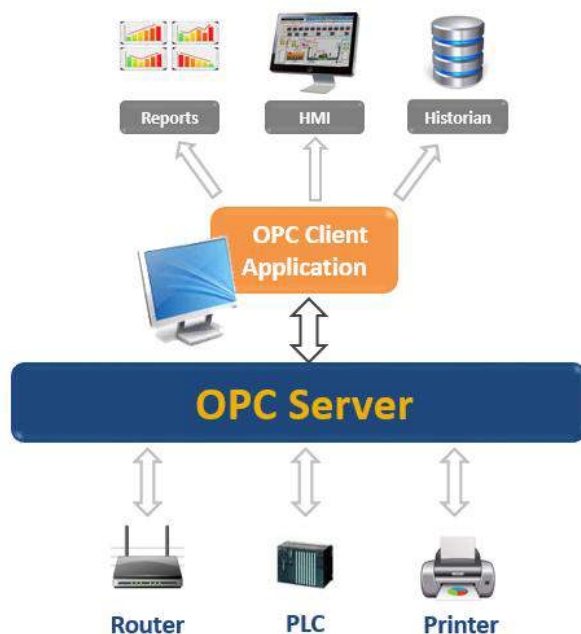 Reports
HMI
Historian
OPC Client
Application
OPC Server
Router
PLC
Printer